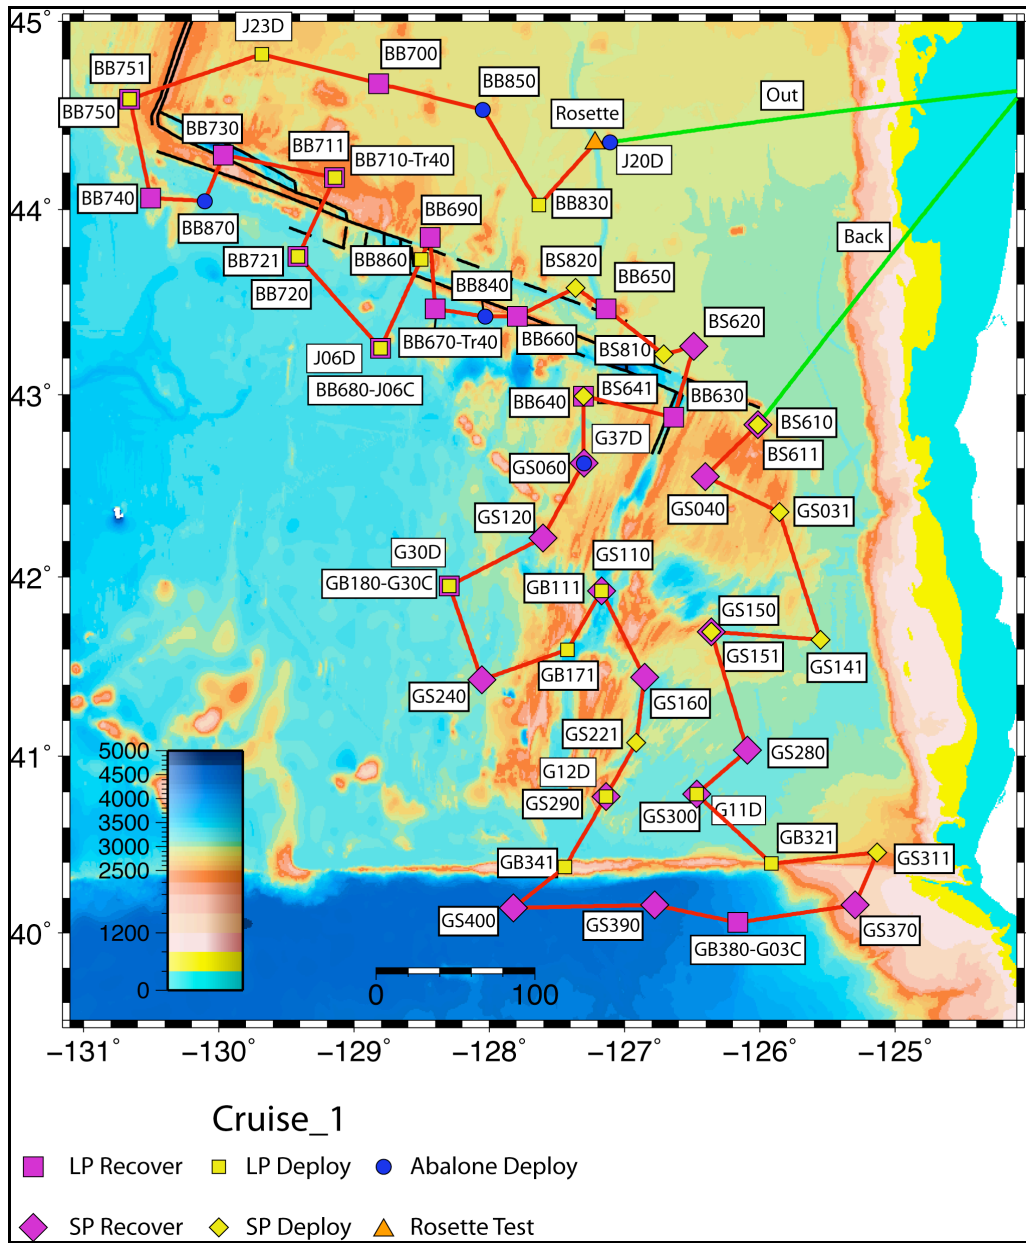 45°
J23D
BB700
BB751
BB850
Out
BB750
BB730
Rosette
BB711
BB710-Tr40
J20D
BB740
44°
BB830
BB690
BB870
Back
BB721
BB860
BS820
BB650
BB840
BB720
BS620
J06D
BB670-Tr40
BB660
BS810
43°
BB680-J06C
BS641
BB640
BB630
BS610
G37D
BS611
GS060
GS040
GS031
GS120
G30D
GS110
42°
GB180-G30C
GB111
GS150
GS151
GS141
GB171
GS240
GS160
GS221
41°
5000
GS280
4500
G12D
4000
GS290
G11D
3500
GS300
GB321
3000
GB341
GS311
2500
GS400
GS390
GS370
1200
40°
GB380-G03C
0
0
100
−131° −130° −129° −128° −127° −126° −125°
Cruise_1
LP Recover
LP Deploy
Abalone Deploy
SP Recover
SP Deploy
Rosette Test